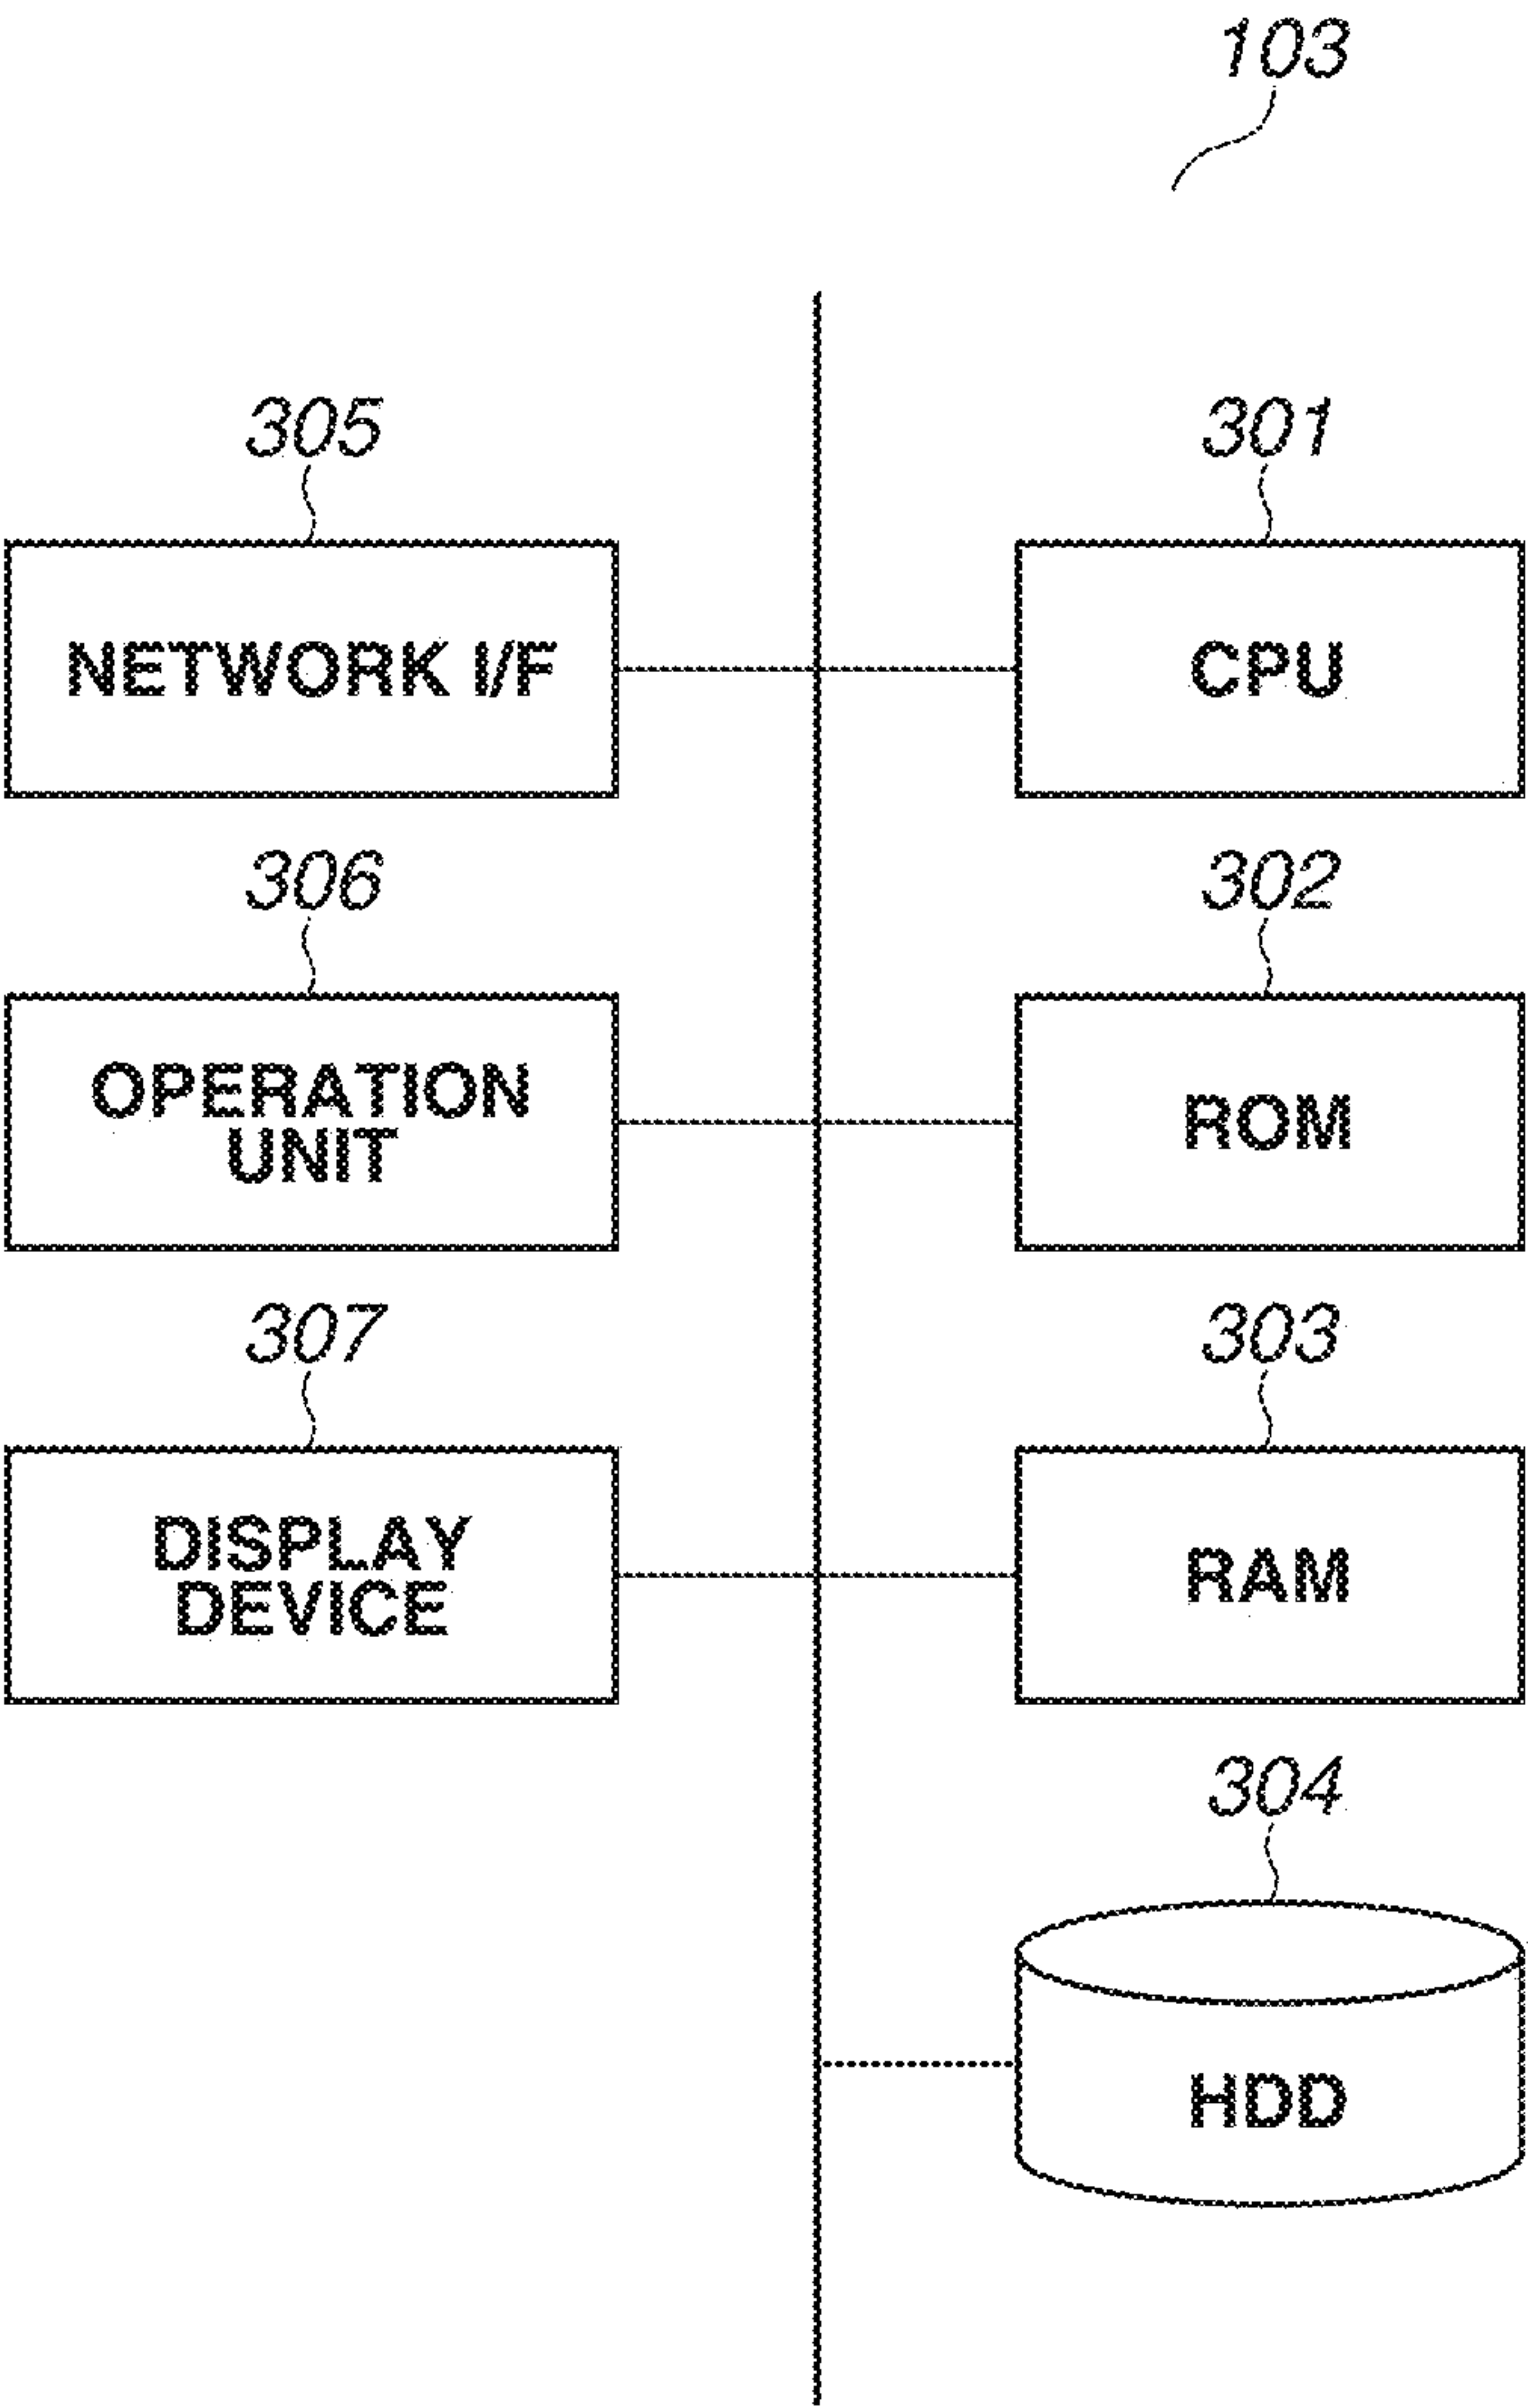 103
305
301
NETWORK I/F
CPU
306
302
OPERATION
UNIT
ROM
307
303
DISPLAY
DEVICE
RAM
304
HDD